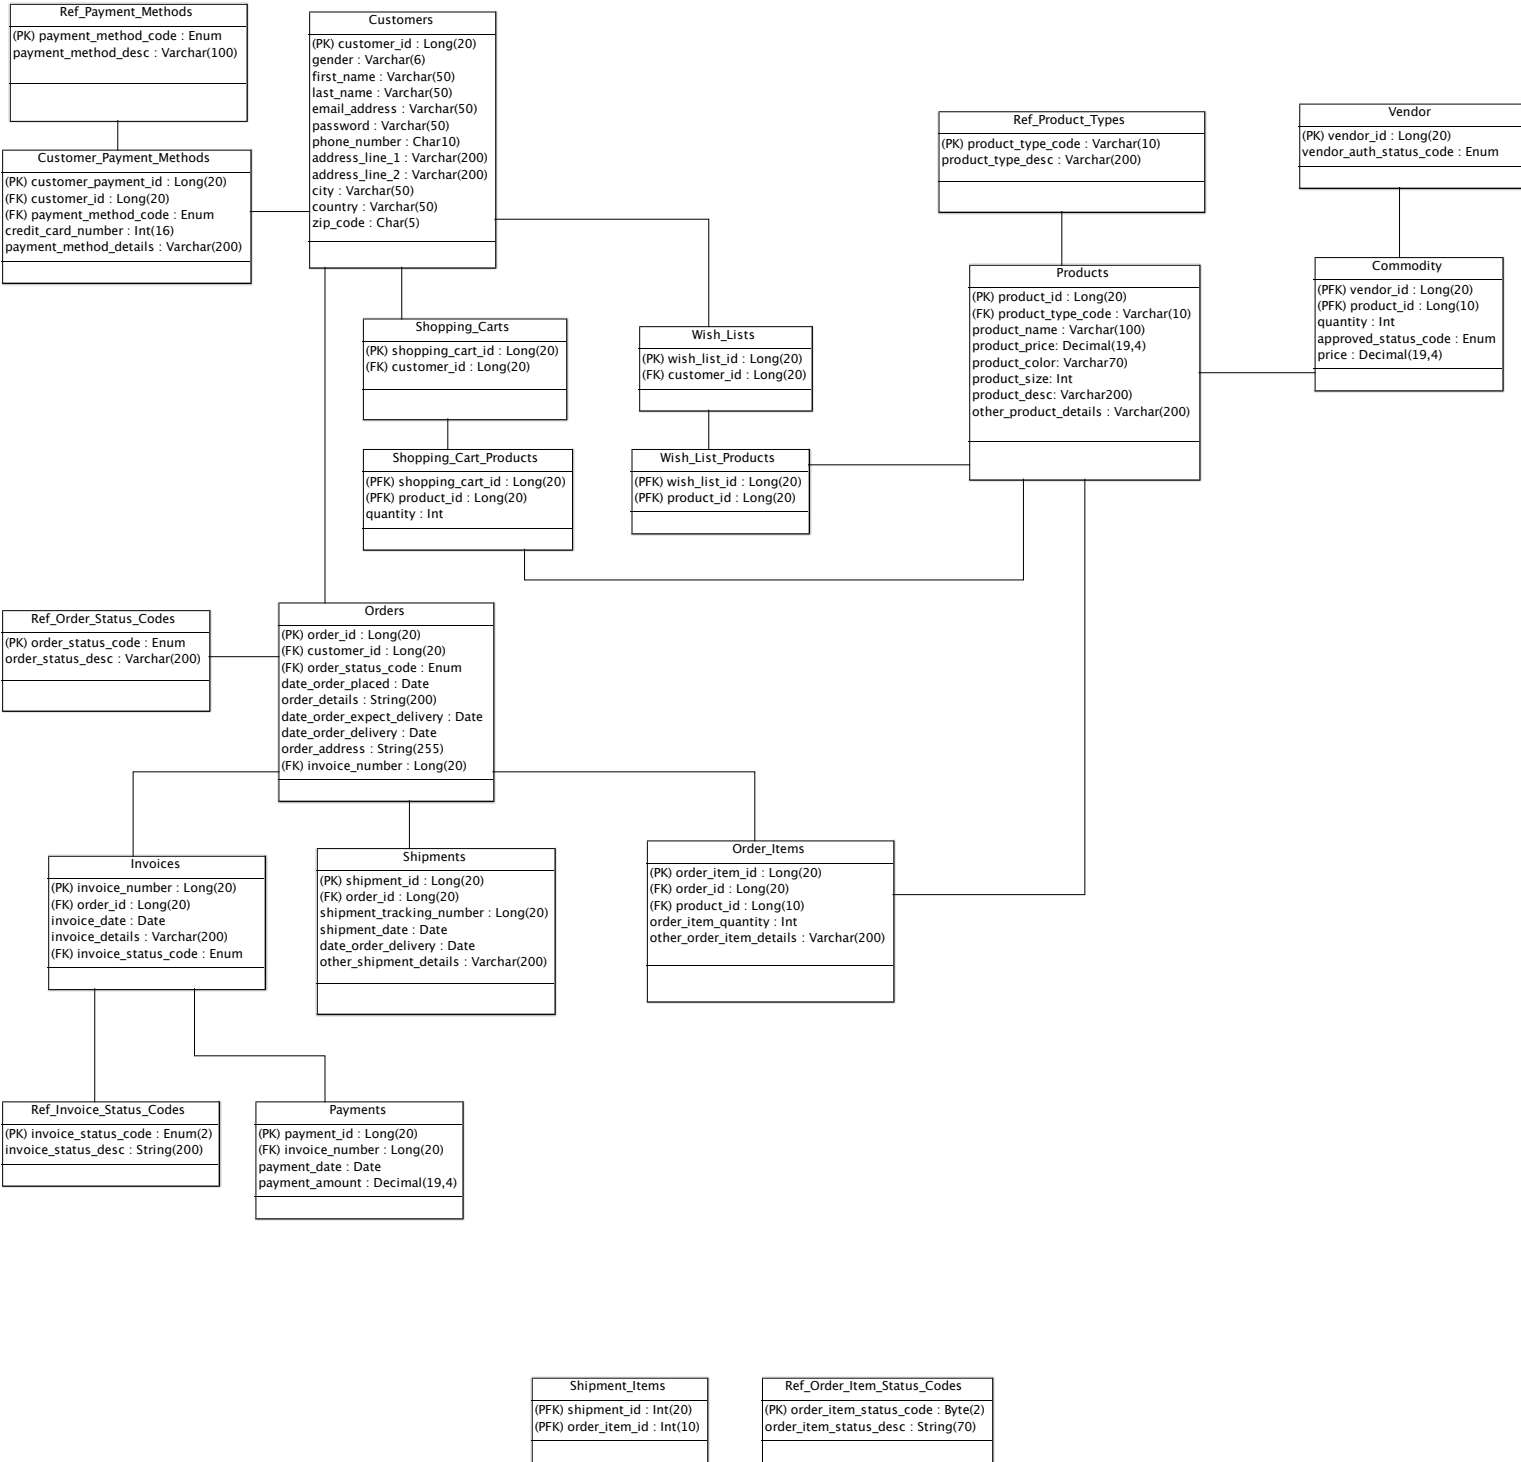 Ref_Payment_Methods
(PK) payment_method_code : Enum
payment_method_desc : Varchar(100)
Customers
(PK) customer_id : Long(20)
gender : Varchar(6)
first_name : Varchar(50)
last_name : Varchar(50)
email_address : Varchar(50)
password : Varchar(50)
phone_number : Char10)
address_line_1 : Varchar(200)
address_line_2 : Varchar(200)
city : Varchar(50)
country : Varchar(50)
zip_code : Char(5)
Ref_Product_Types
(PK) product_type_code : Varchar(10)
product_type_desc : Varchar(200)
Vendor
(PK) vendor_id : Long(20)
vendor_auth_status_code : Enum
Customer_Payment_Methods
(PK) customer_payment_id : Long(20)
(FK) customer_id : Long(20)
(FK) payment_method_code : Enum
credit_card_number : Int(16)
payment_method_details : Varchar(200)
Products
(PK) product_id : Long(20)
(FK) product_type_code : Varchar(10)
product_name : Varchar(100)
product_price: Decimal(19,4)
product_color: Varchar70)
product_size: Int
product_desc: Varchar200)
other_product_details : Varchar(200)
Commodity
(PFK) vendor_id : Long(20)
(PFK) product_id : Long(10)
quantity : Int
approved_status_code : Enum
price : Decimal(19,4)
Shopping_Carts
(PK) shopping_cart_id : Long(20)
(FK) customer_id : Long(20)
Wish_Lists
(PK) wish_list_id : Long(20)
(FK) customer_id : Long(20)
Shopping_Cart_Products
(PFK) shopping_cart_id : Long(20)
(PFK) product_id : Long(20)
quantity : Int
Wish_List_Products
(PFK) wish_list_id : Long(20)
(PFK) product_id : Long(20)
Ref_Order_Status_Codes
(PK) order_status_code : Enum
order_status_desc : Varchar(200)
Orders
(PK) order_id : Long(20)
(FK) customer_id : Long(20)
(FK) order_status_code : Enum
date_order_placed : Date
order_details : String(200)
date_order_expect_delivery : Date
date_order_delivery : Date
order_address : String(255)
(FK) invoice_number : Long(20)
Invoices
(PK) invoice_number : Long(20)
(FK) order_id : Long(20)
invoice_date : Date
invoice_details : Varchar(200)
(FK) invoice_status_code : Enum
Shipments
(PK) shipment_id : Long(20)
(FK) order_id : Long(20)
shipment_tracking_number : Long(20)
shipment_date : Date
date_order_delivery : Date
other_shipment_details : Varchar(200)
Order_Items
(PK) order_item_id : Long(20)
(FK) order_id : Long(20)
(FK) product_id : Long(10)
order_item_quantity : Int
other_order_item_details : Varchar(200)
Ref_Invoice_Status_Codes
(PK) invoice_status_code : Enum(2)
invoice_status_desc : String(200)
Payments
(PK) payment_id : Long(20)
(FK) invoice_number : Long(20)
payment_date : Date
payment_amount : Decimal(19,4)
Shipment_Items
(PFK) shipment_id : Int(20)
(PFK) order_item_id : Int(10)
Ref_Order_Item_Status_Codes
(PK) order_item_status_code : Byte(2)
order_item_status_desc : String(70)